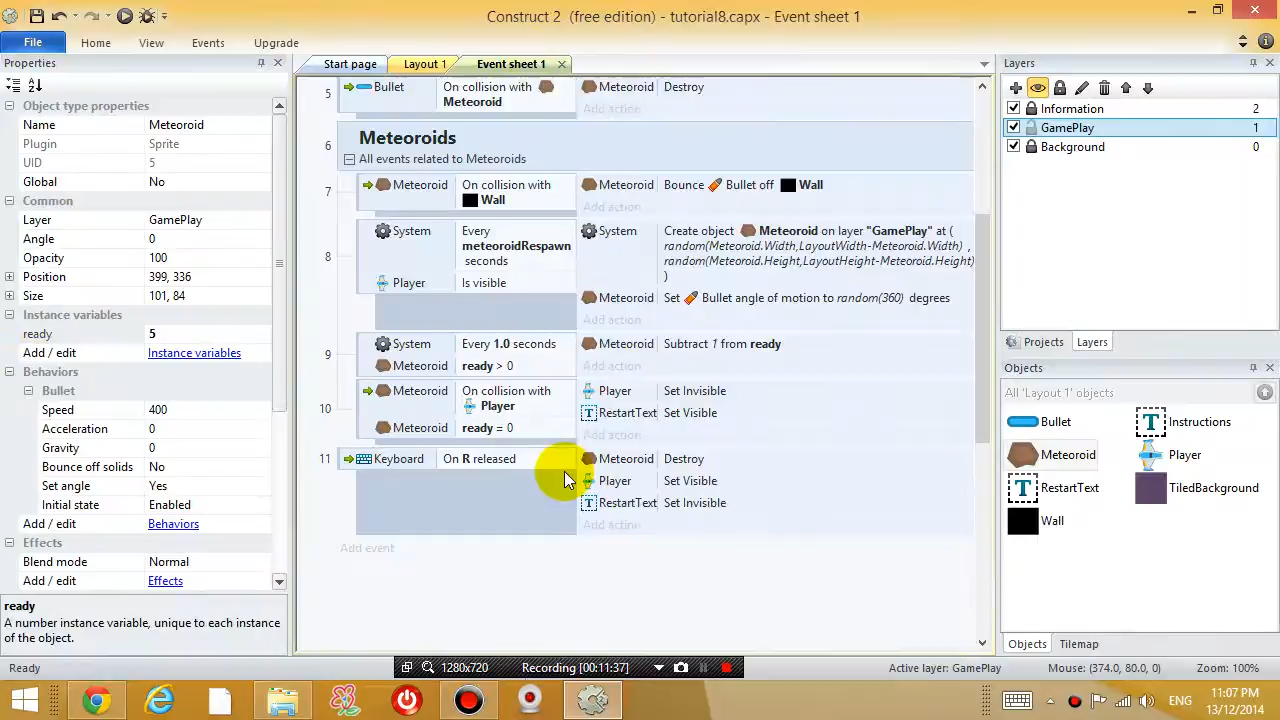 Construct 2 (free edition) - tutorial8.capx - Event sheet 1
File
Home
View
Events
Upgrade
Properties
Object type properties
Name Meteoroid
Plugin Sprite
UID 5
Global No
Common
Layer GamePlay
Angle 0
Opacity 100
Position 399, 336
Size 101, 84
Instance variables
ready 5
Add / edit Instance variables
Behaviors
Bullet
Speed 400
Acceleration 0
Gravity 0
Bounce off solids No
Set angle Yes
Initial state Enabled
Add / edit Behaviors
Effects
Blend mode Normal
Add / edit Effects
ready
A number instance variable, unique to each instance
of the object.
Start page
Layout 1
Event sheet 1
5 Bullet On collision with Meteoroid
Meteoroid Destroy
Add action
6 Meteoroids
All events related to Meteoroids
7 Meteoroid On collision with Wall
Meteoroid Bounce Bullet off Wall
Add action
8 System Every
meteoroidRespawn
seconds
Player Is visible
System Create object Meteoroid on layer "GamePlay" at (
random(Meteoroid.Width,LayoutWidth-Meteoroid.Width) ,
random(Meteoroid.Height,LayoutHeight-Meteoroid.Height)
)
Meteoroid Set Bullet angle of motion to random(360) degrees
Add action
9 System Every 1.0 seconds
Meteoroid ready > 0
Meteoroid Subtract 1 from ready
Add action
10 Meteoroid On collision with Player
Meteoroid ready = 0
Player Set Invisible
RestartText Set Visible
Add action
11 Keyboard On R released
Meteoroid Destroy
Player Set Visible
RestartText Set Invisible
Add action
Add event
Layers
Information 2
GamePlay 1
Background 0
Projects
Layers
Objects
All 'Layout 1' objects
Bullet
Instructions
Meteoroid
Player
RestartText
TiledBackground
Wall
Objects
Tilemap
Ready
1280x720
Recording [00:11:37]
Active layer: GamePlay
Mouse: (374.0, 80.0, 0)
Zoom: 100%
ENG
11:07 PM
13/12/2014